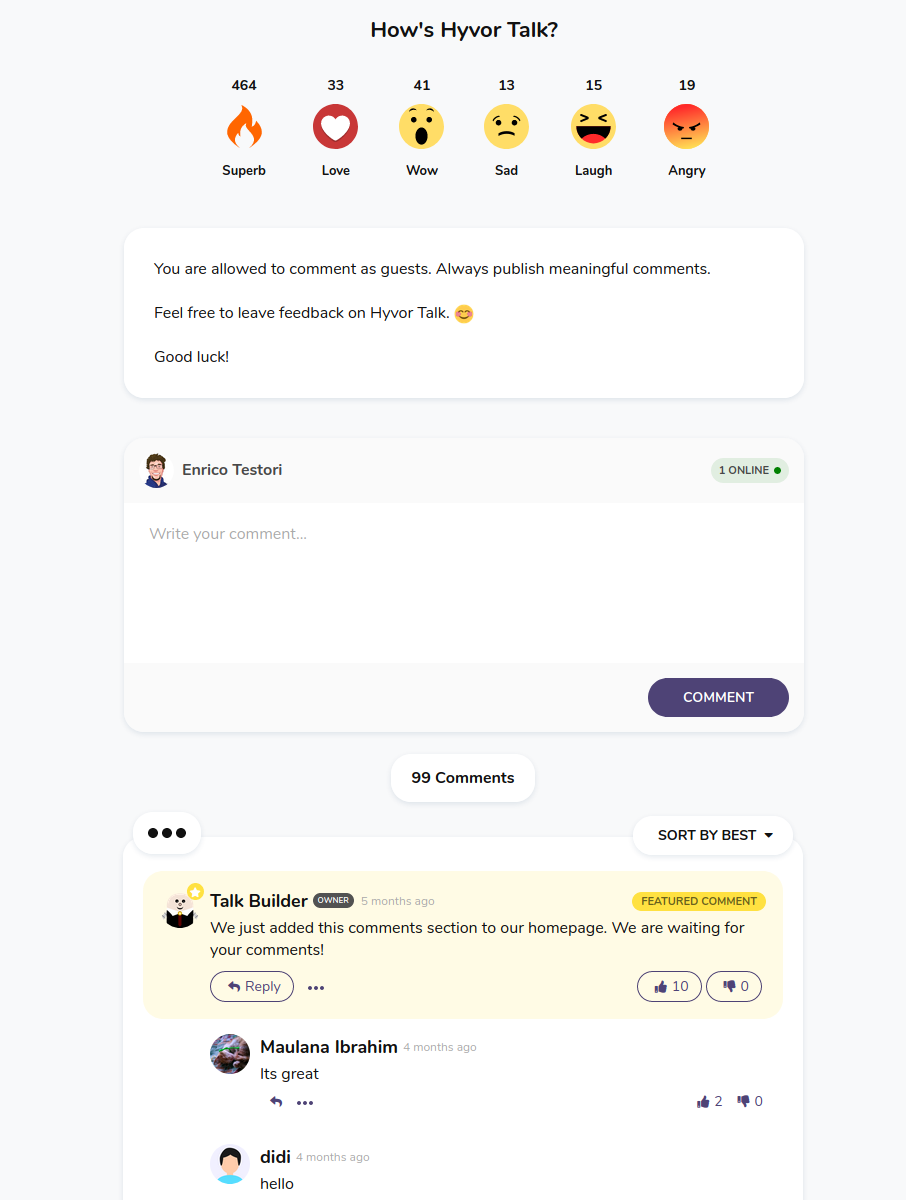 How's Hyvor Talk?
464 33 41 13 15 19
Superb Love Wow Sad Laugh Angry
You are allowed to comment as guests. Always publish meaningful comments.
Feel free to leave feedback on Hyvor Talk. 😊
Good luck!
Enrico Testori 1 ONLINE
Write your comment...
COMMENT
99 Comments
SORT BY BEST
Talk Builder OWNER 5 months ago FEATURED COMMENT
We just added this comments section to our homepage. We are waiting for
your comments!
Reply 10 0
Maulana Ibrahim 4 months ago
Its great
2 0
didi 4 months ago
hello